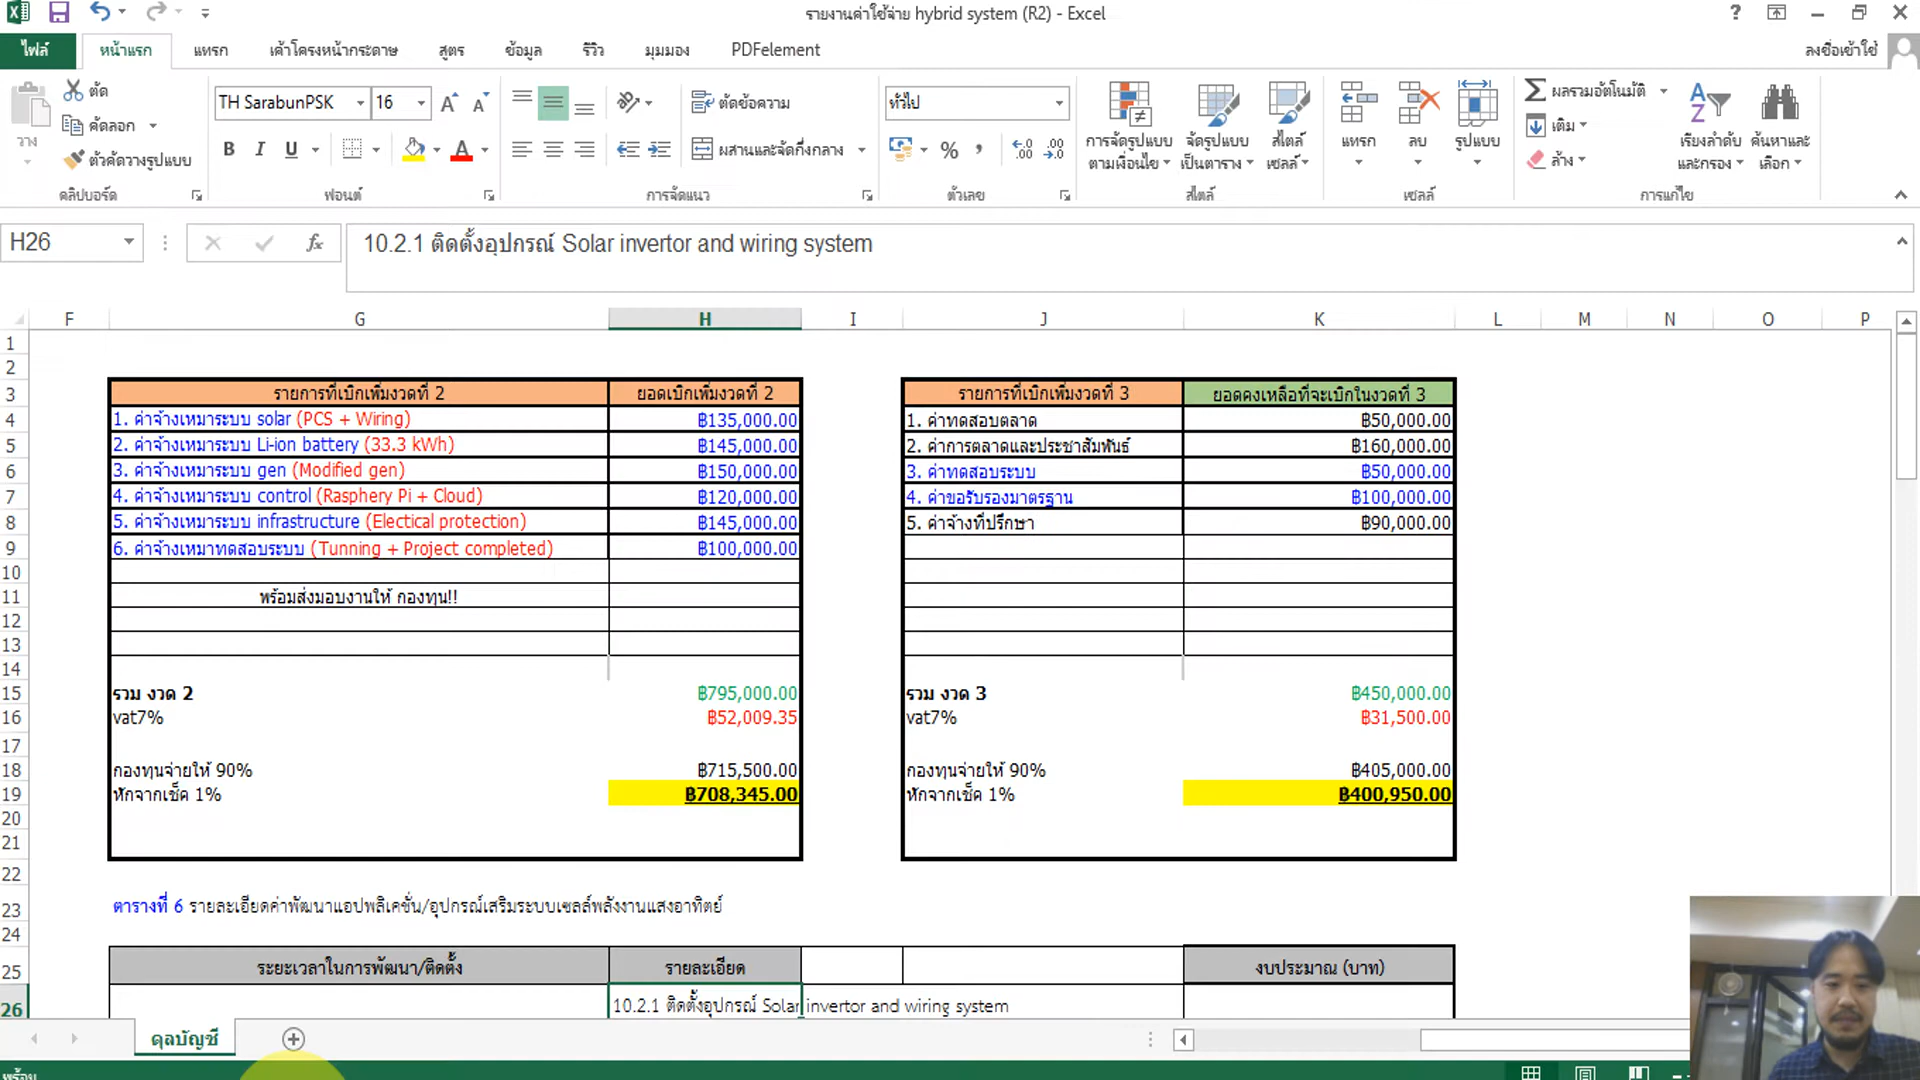 รายงานค่าใช้จ่าย hybrid system (R2) - Excel
ไฟล์ หน้าแรก แทรก เค้าโครงหน้ากระดาษ สูตร ข้อมูล รีวิว มุมมอง PDFelement ลงชื่อเข้าใช้
วาง
ตัด
คัดลอก
ตัวคัดวางรูปแบบ
คลิปบอร์ด
TH SarabunPSK 16
B I U
ฟอนต์
ตัดข้อความ
ผสานและจัดกึ่งกลาง
การจัดแนว
ทั่วไป
ตัวเลข
การจัดรูปแบบ
ตามเงื่อนไข
จัดรูปแบบ
เป็นตาราง
สไตล์
เซลล์
สไตล์
แทรก ลบ รูปแบบ
เซลล์
ผลรวมอัตโนมัติ
เติม
ล้าง
เรียงลำดับ
และกรอง
ค้นหาและ
เลือก
การแก้ไข
H26 fx 10.2.1 ติดตั้งอุปกรณ์ Solar invertor and wiring system
F G H I J K L M N O P
1
2
3 รายการที่เบิกเพิ่มงวดที่ 2 ยอดเบิกเพิ่มงวดที่ 2 รายการที่เบิกเพิ่มงวดที่ 3 ยอดคงเหลือที่จะเบิกในงวดที่ 3
4 1. ค่าจ้างเหมาระบบ solar (PCS + Wiring) ฿135,000.00 1. ค่าทดสอบตลาด ฿50,000.00
5 2. ค่าจ้างเหมาระบบ Li-ion battery (33.3 kWh) ฿145,000.00 2. ค่าการตลาดและประชาสัมพันธ์ ฿160,000.00
6 3. ค่าจ้างเหมาระบบ gen (Modified gen) ฿150,000.00 3. ค่าทดสอบระบบ ฿50,000.00
7 4. ค่าจ้างเหมาระบบ control (Rasphery Pi + Cloud) ฿120,000.00 4. ค่าขอรับรองมาตรฐาน ฿100,000.00
8 5. ค่าจ้างเหมาระบบ infrastructure (Electical protection) ฿145,000.00 5. ค่าจ้างที่ปรึกษา ฿90,000.00
9 6. ค่าจ้างเหมาทดสอบระบบ (Tunning + Project completed) ฿100,000.00
10
11 พร้อมส่งมอบงานให้ กองทุน!!
12
13
14
15 รวม งวด 2 ฿795,000.00 รวม งวด 3 ฿450,000.00
16 vat7% ฿52,009.35 vat7% ฿31,500.00
17
18 กองทุนจ่ายให้ 90% ฿715,500.00 กองทุนจ่ายให้ 90% ฿405,000.00
19 หักจากเช็ค 1% ฿708,345.00 หักจากเช็ค 1% ฿400,950.00
20
21
22
23 ตารางที่ 6 รายละเอียดค่าพัฒนาแอปพลิเคชั่น/อุปกรณ์เสริมระบบเซลล์พลังงานแสงอาทิตย์
24
25 ระยะเวลาในการพัฒนา/ติดตั้ง รายละเอียด งบประมาณ (บาท)
26 10.2.1 ติดตั้งอุปกรณ์ Solar invertor and wiring system
ดุลบัญชี
พร้อม